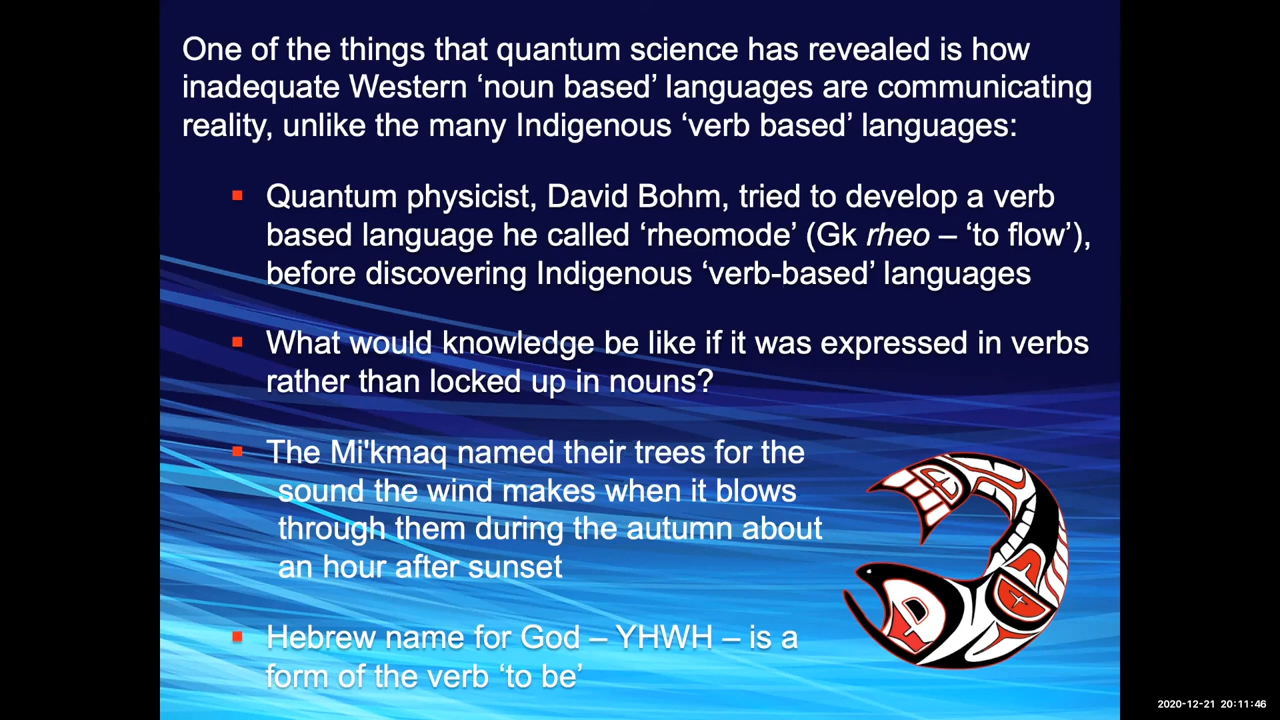 One of the things that quantum science has revealed is how
inadequate Western ‘noun based’ languages are communicating
reality, unlike the many Indigenous ‘verb based’ languages:
▪ Quantum physicist, David Bohm, tried to develop a verb
based language he called ‘rheomode’ (Gk rheo – ‘to flow’),
before discovering Indigenous ‘verb-based’ languages
▪ What would knowledge be like if it was expressed in verbs
rather than locked up in nouns?
▪ The Mi'kmaq named their trees for the
sound the wind makes when it blows
through them during the autumn about
an hour after sunset
▪ Hebrew name for God – YHWH – is a
form of the verb ‘to be’
2020-12-21 20:11:46